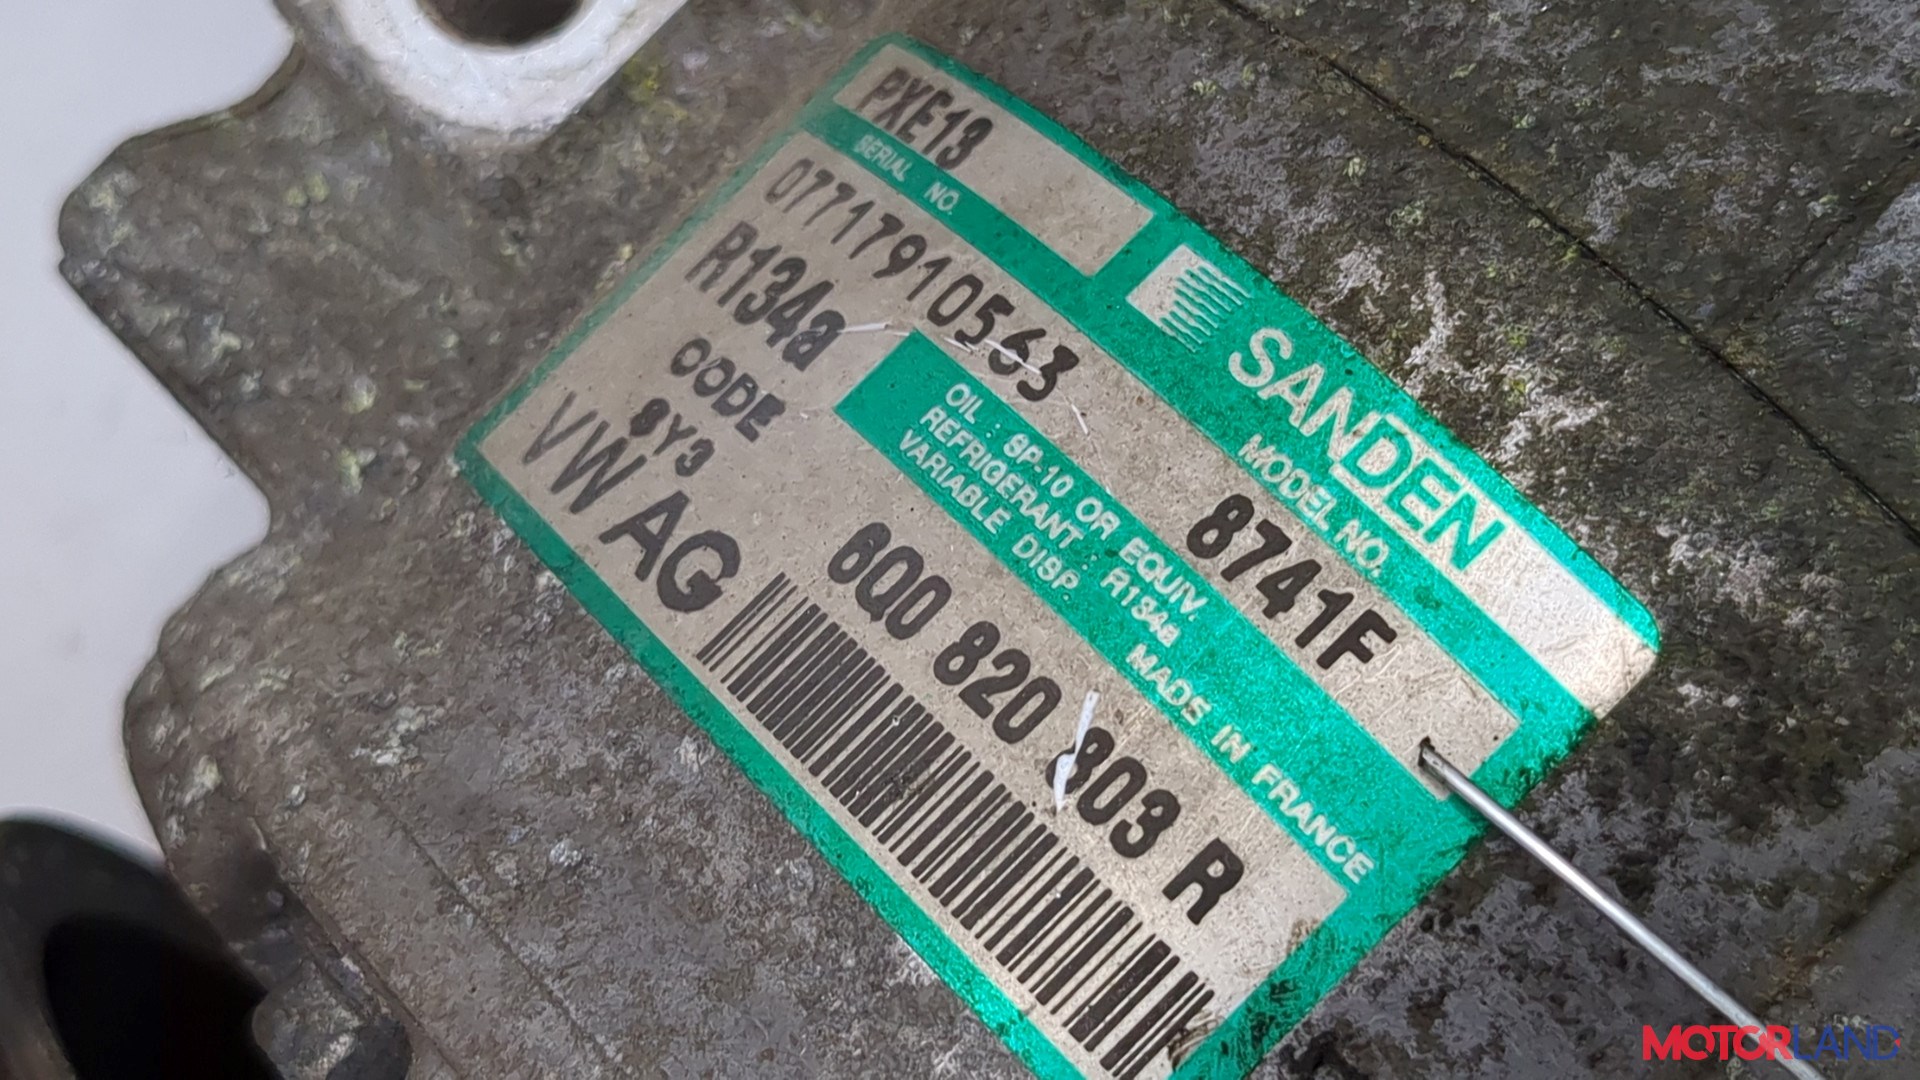 PXE13
SANDEN
SERIAL NO.
MODEL NO.
07717910563
8741F
R134a
OIL : SP-10 OR EQUIV.
REFRIGERANT : R134a
VARIABLE DISP.
MADE IN FRANCE
CODE
8Y3
VW AG
6Q0 820 803 R
MOTORLAND